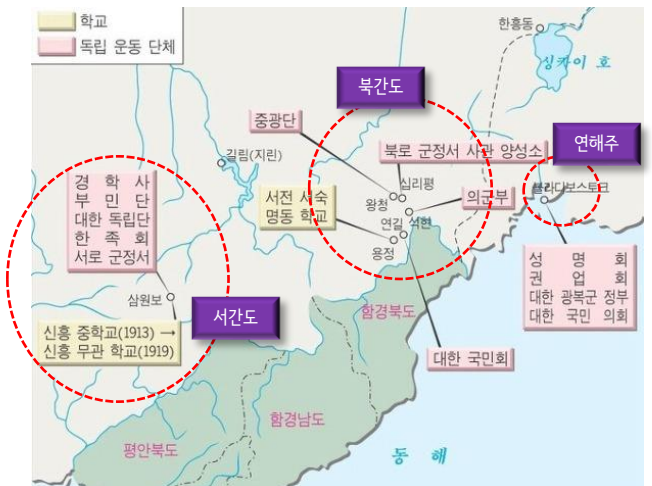 학교
독립 운동 단체
한흥동
싱카이 호
북간도
연해주
중광단
길림(지린)
북로 군정서 사관 양성소
십리평
왕청
의군부
블라디보스토크
서전 서숙
명동 학교
연길
석현
용정
경학사
부민단
대한 독립단
한족회
서로 군정서
삼원보
서간도
신흥 중학교(1913) →
신흥 무관 학교(1919)
성명회
권업회
대한 광복군 정부
대한 국민 의회
함경북도
대한 국민회
함경남도
평안북도
동해